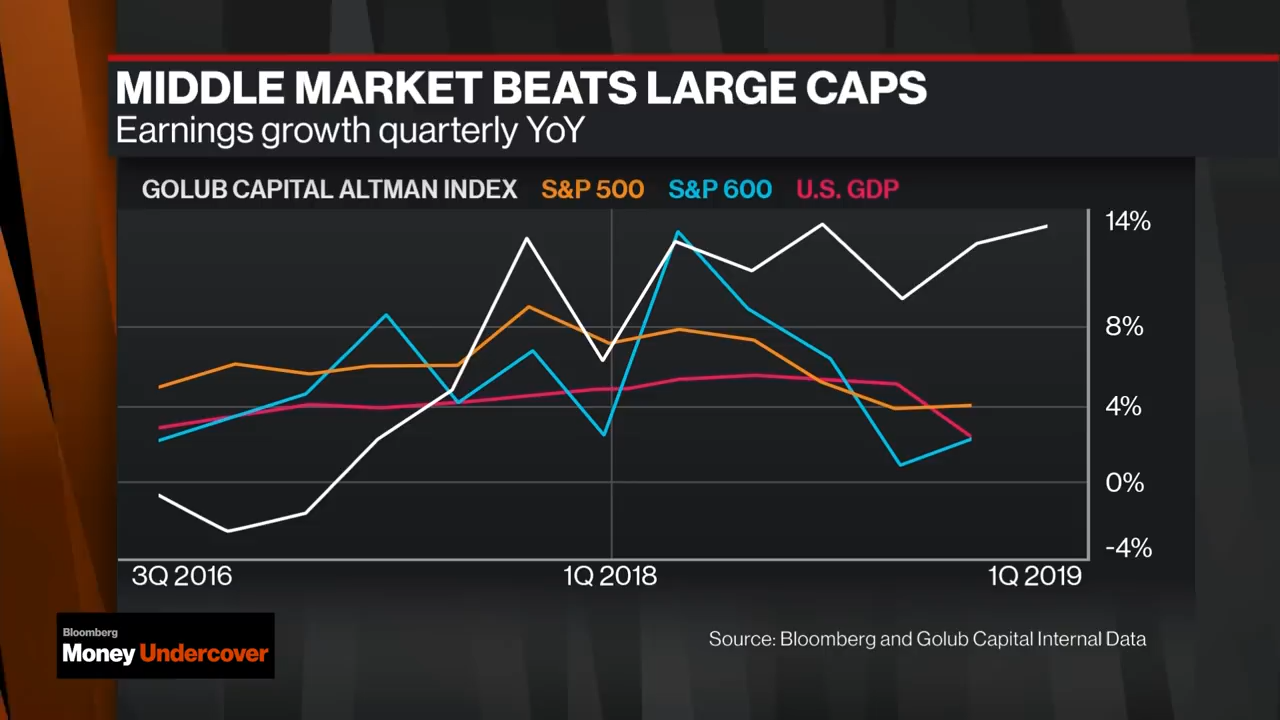 MIDDLE MARKET BEATS LARGE CAPS
Earnings growth quarterly YoY
GOLUB CAPITAL ALTMAN INDEX S&P 500 S&P 600 U.S. GDP
14%
8%
4%
0%
-4%
3Q 2016 1Q 2018 1Q 2019
Bloomberg
Money Undercover
Source: Bloomberg and Golub Capital Internal Data